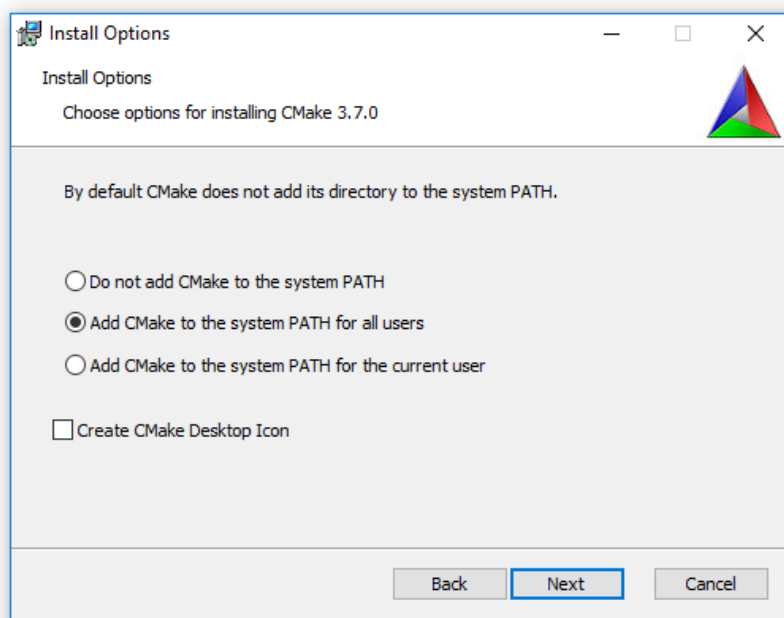 Install Options
Install Options
Choose options for installing CMake 3.7.0
By default CMake does not add its directory to the system PATH.
Do not add CMake to the system PATH
Add CMake to the system PATH for all users
Add CMake to the system PATH for the current user
Create CMake Desktop Icon
Back Next Cancel